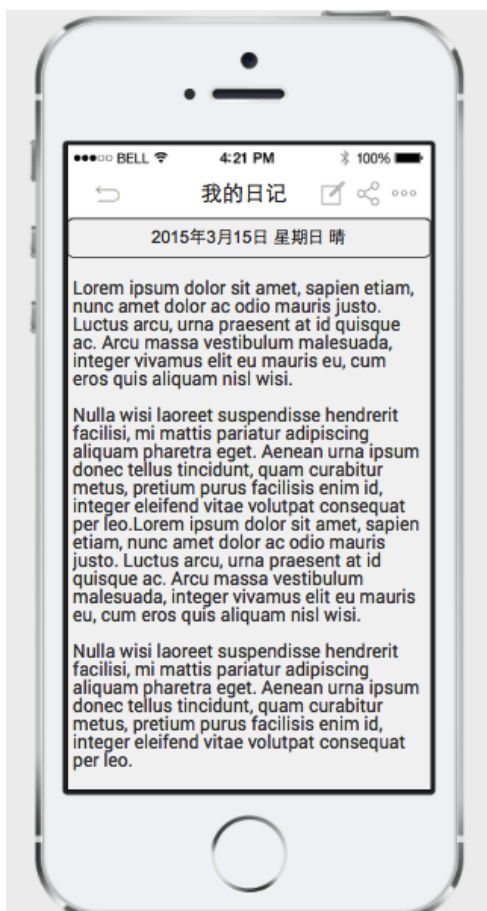 BELL 4:21 PM 100%
我的日记
2015年3月15日 星期日 晴
Lorem ipsum dolor sit amet, sapien etiam,
nunc amet dolor ac odio mauris justo.
Luctus arcu, urna praesent at id quisque
ac. Arcu massa vestibulum malesuada,
integer vivamus elit eu mauris eu, cum
eros quis aliquam nisl wisi.
Nulla wisi laoreet suspendisse hendrerit
facilisi, mi mattis pariatur adipiscing
aliquam pharetra eget. Aenean urna ipsum
donec tellus tincidunt, quam curabitur
metus, pretium purus facilisis enim id,
integer eleifend vitae volutpat consequat
per leo.Lorem ipsum dolor sit amet, sapien
etiam, nunc amet dolor ac odio mauris
justo. Luctus arcu, urna praesent at id
quisque ac. Arcu massa vestibulum
malesuada, integer vivamus elit eu mauris
eu, cum eros quis aliquam nisl wisi.
Nulla wisi laoreet suspendisse hendrerit
facilisi, mi mattis pariatur adipiscing
aliquam pharetra eget. Aenean urna ipsum
donec tellus tincidunt, quam curabitur
metus, pretium purus facilisis enim id,
integer eleifend vitae volutpat consequat
per leo.